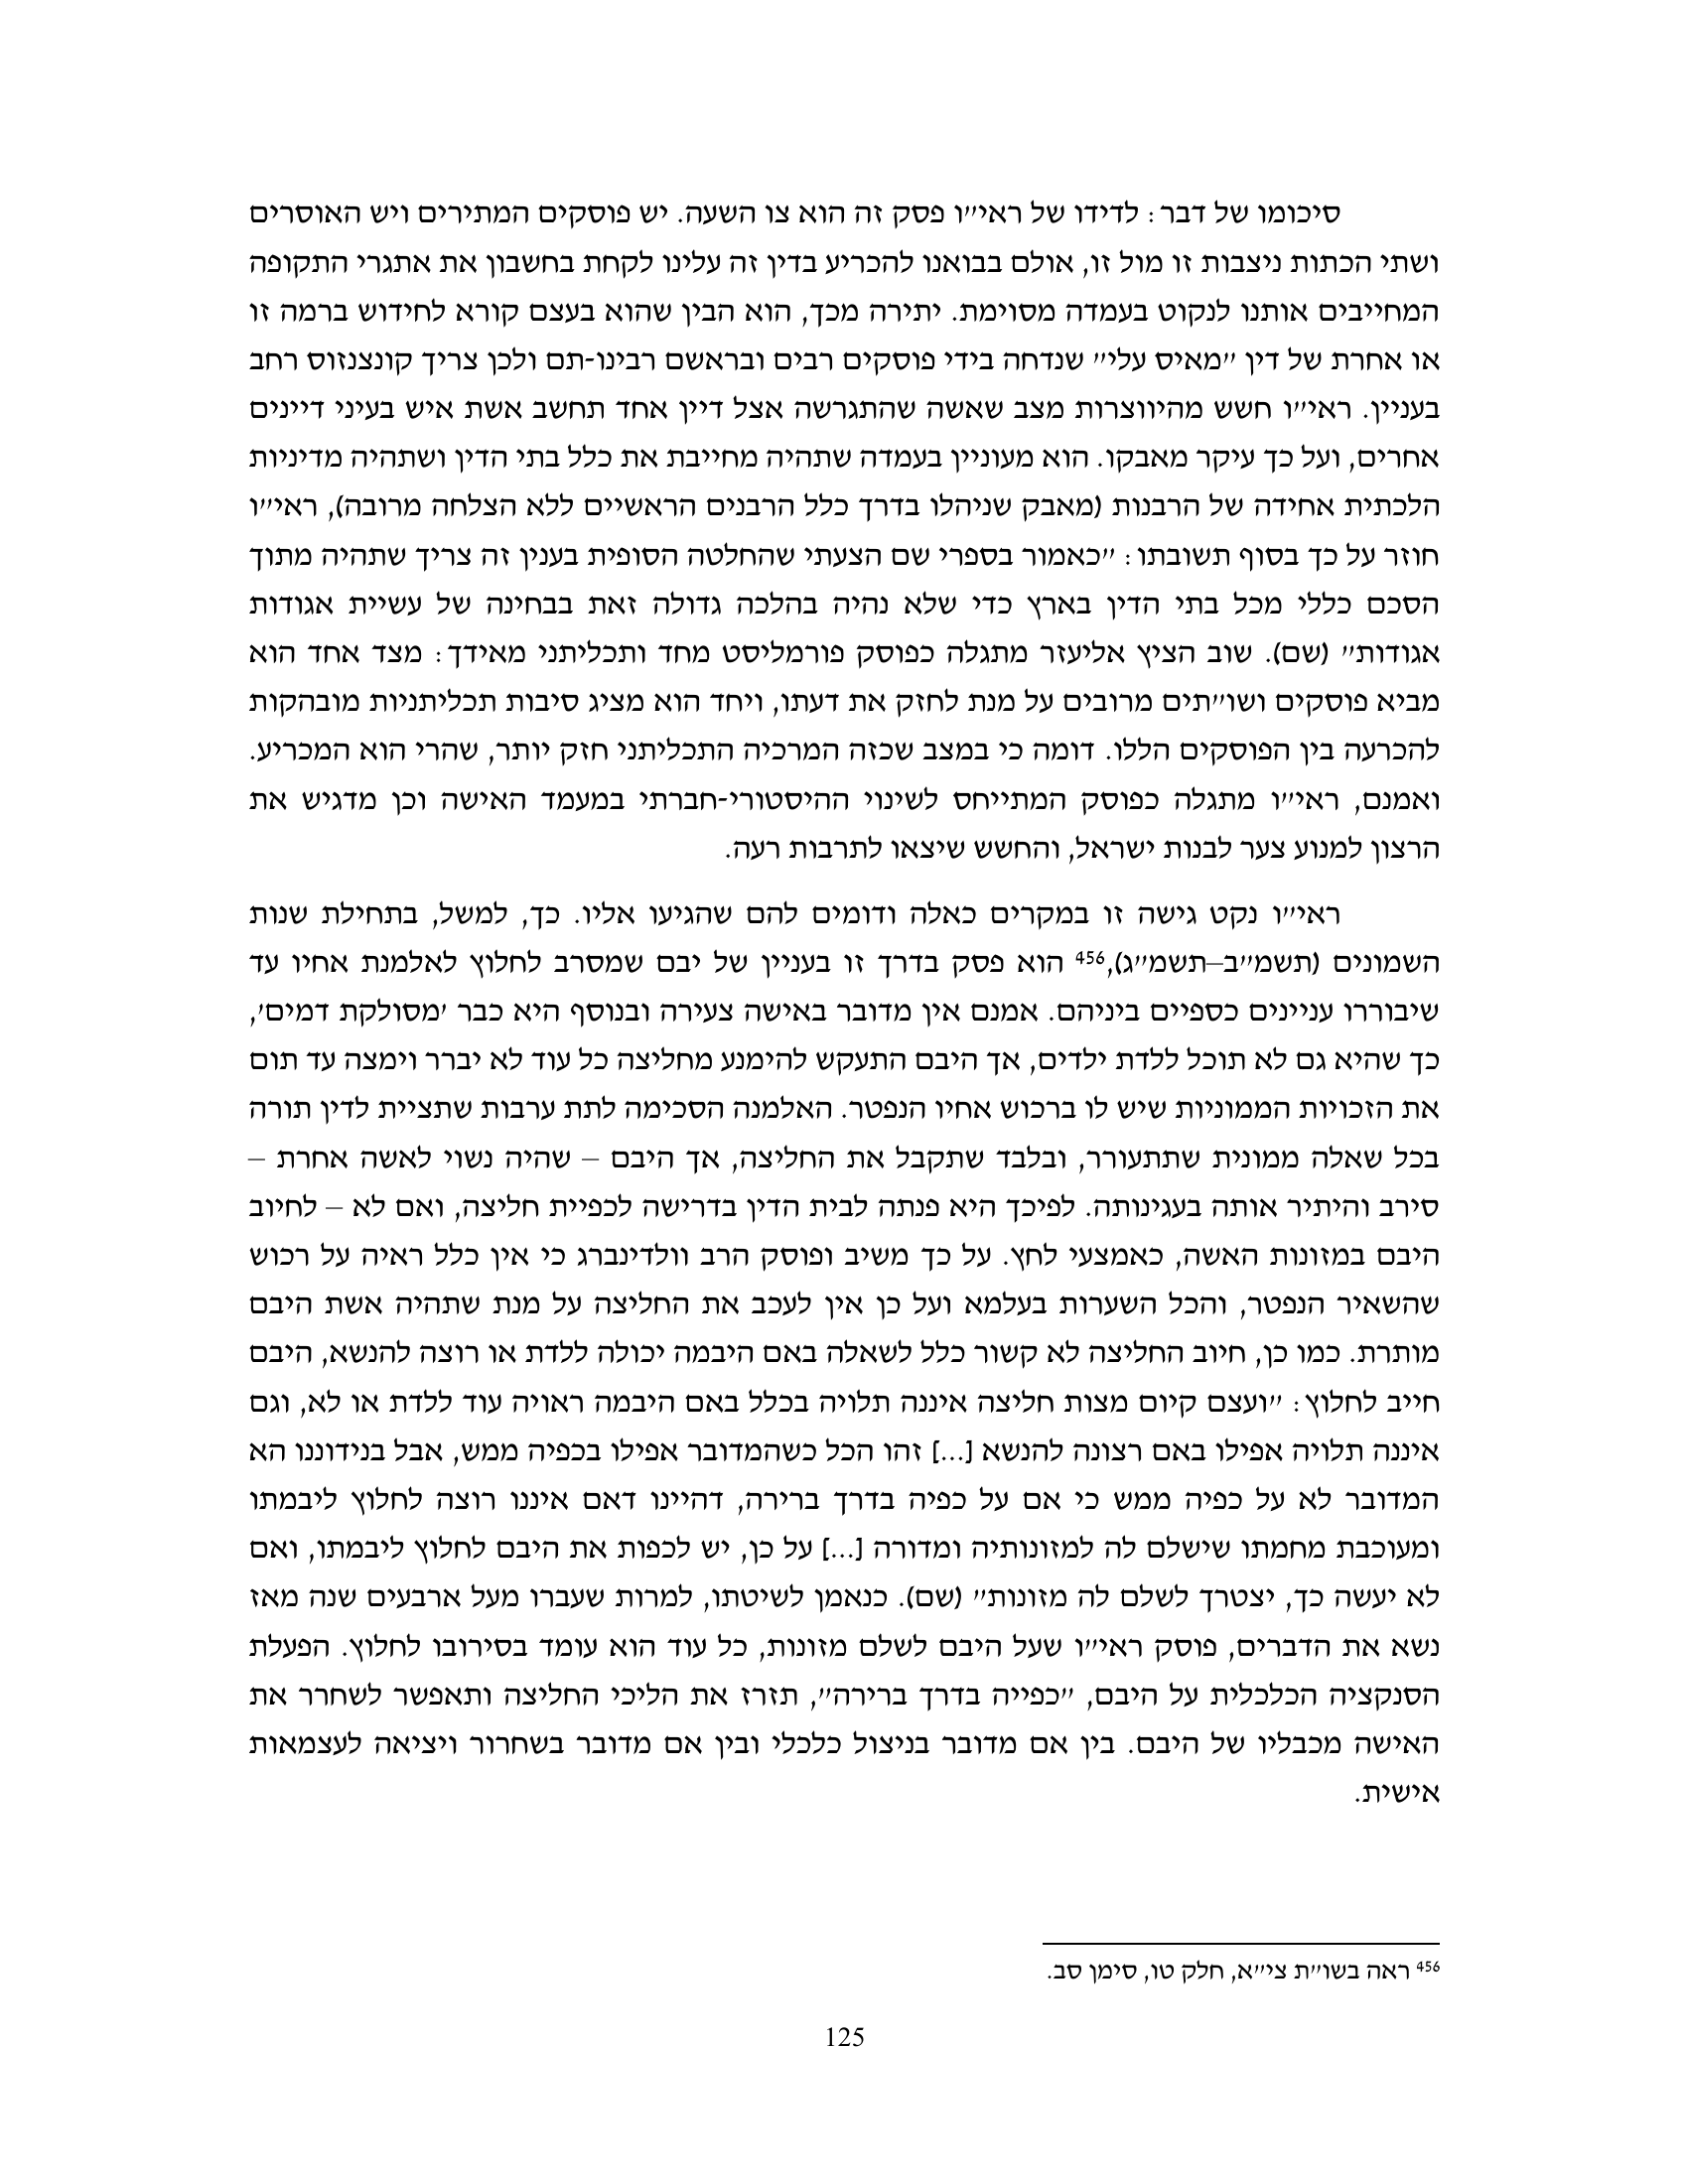 סיכומו של דבר: לדידו של ראי״ו פסק זה הוא צו השעה. יש פוסקים המתירים ויש האוסרים
ושתי הכתות ניצבות זו מול זו, אולם בבואנו להכריע בדין זה עלינו לקחת בחשבון את אתגרי התקופה
המחייבים אותנו לנקוט בעמדה מסוימת. יתירה מכך, הוא הבין שהוא בעצם קורא לחידוש ברמה זו
או אחרת של דין ״מאיס עלי״ שנדחה בידי פוסקים רבים ובראשם רבינו-תם ולכן צריך קונצנזוס רחב
בעניין. ראי״ו חשש מהיווצרות מצב שאשה שהתגרשה אצל דיין אחד תחשב אשת איש בעיני דיינים
אחרים, ועל כך עיקר מאבקו. הוא מעוניין בעמדה שתהיה מחייבת את כלל בתי הדין ושתהיה מדיניות
הלכתית אחידה של הרבנות (מאבק שניהלו בדרך כלל הרבנים הראשיים ללא הצלחה מרובה), ראי״ו
חוזר על כך בסוף תשובתו: ״כאמור בספרי שם הצעתי שהחלטה הסופית בענין זה צריך שתהיה מתוך
הסכם כללי מכל בתי הדין בארץ כדי שלא נהיה בהלכה גדולה זאת בבחינה של עשיית אגודות
אגודות״ (שם). שוב הציץ אליעזר מתגלה כפוסק פורמליסט מחד ותכליתני מאידך: מצד אחד הוא
מביא פוסקים ושו״תים מרובים על מנת לחזק את דעתו, ויחד הוא מציג סיבות תכליתניות מובהקות
להכרעה בין הפוסקים הללו. דומה כי במצב שכזה המרכיה התכליתני חזק יותר, שהרי הוא המכריע.
ואמנם, ראי״ו מתגלה כפוסק המתייחס לשינוי ההיסטורי-חברתי במעמד האישה וכן מדגיש את
הרצון למנוע צער לבנות ישראל, והחשש שיצאו לתרבות רעה.
ראי״ו נקט גישה זו במקרים כאלה ודומים להם שהגיעו אליו. כך, למשל, בתחילת שנות
השמונים (תשמ״ב–תשמ״ג),456 הוא פסק בדרך זו בעניין של יבם שמסרב לחלוץ לאלמנת אחיו עד
שיבוררו עניינים כספיים ביניהם. אמנם אין מדובר באישה צעירה ובנוסף היא כבר ׳מסולקת דמים׳,
כך שהיא גם לא תוכל ללדת ילדים, אך היבם התעקש להימנע מחליצה כל עוד לא יברר וימצה עד תום
את הזכויות הממוניות שיש לו ברכוש אחיו הנפטר. האלמנה הסכימה לתת ערבות שתציית לדין תורה
בכל שאלה ממונית שתתעורר, ובלבד שתקבל את החליצה, אך היבם – שהיה נשוי לאשה אחרת –
סירב והיתיר אותה בעגינותה. לפיכך היא פנתה לבית הדין בדרישה לכפיית חליצה, ואם לא – לחיוב
היבם במזונות האשה, כאמצעי לחץ. על כך משיב ופוסק הרב וולדינברג כי אין כלל ראיה על רכוש
שהשאיר הנפטר, והכל השערות בעלמא ועל כן אין לעכב את החליצה על מנת שתהיה אשת היבם
מותרת. כמו כן, חיוב החליצה לא קשור כלל לשאלה באם היבמה יכולה ללדת או רוצה להנשא, היבם
חייב לחלוץ: ״ועצם קיום מצות חליצה איננה תלויה בכלל באם היבמה ראויה עוד ללדת או לא, וגם
איננה תלויה אפילו באם רצונה להנשא [...] זהו הכל כשהמדובר אפילו בכפיה ממש, אבל בנידוננו הא
המדובר לא על כפיה ממש כי אם על כפיה בדרך ברירה, דהיינו דאם איננו רוצה לחלוץ ליבמתו
ומעוכבת מחמתו שישלם לה למזונותיה ומדורה [...] על כן, יש לכפות את היבם לחלוץ ליבמתו, ואם
לא יעשה כך, יצטרך לשלם לה מזונות״ (שם). כנאמן לשיטתו, למרות שעברו מעל ארבעים שנה מאז
נשא את הדברים, פוסק ראי״ו שעל היבם לשלם מזונות, כל עוד הוא עומד בסירובו לחלוץ. הפעלת
הסנקציה הכלכלית על היבם, ״כפייה בדרך ברירה״, תזרז את הליכי החליצה ותאפשר לשחרר את
האישה מכבליו של היבם. בין אם מדובר בניצול כלכלי ובין אם מדובר בשחרור ויציאה לעצמאות
אישית.
456 ראה בשו״ת צי״א, חלק טו, סימן סב.
125